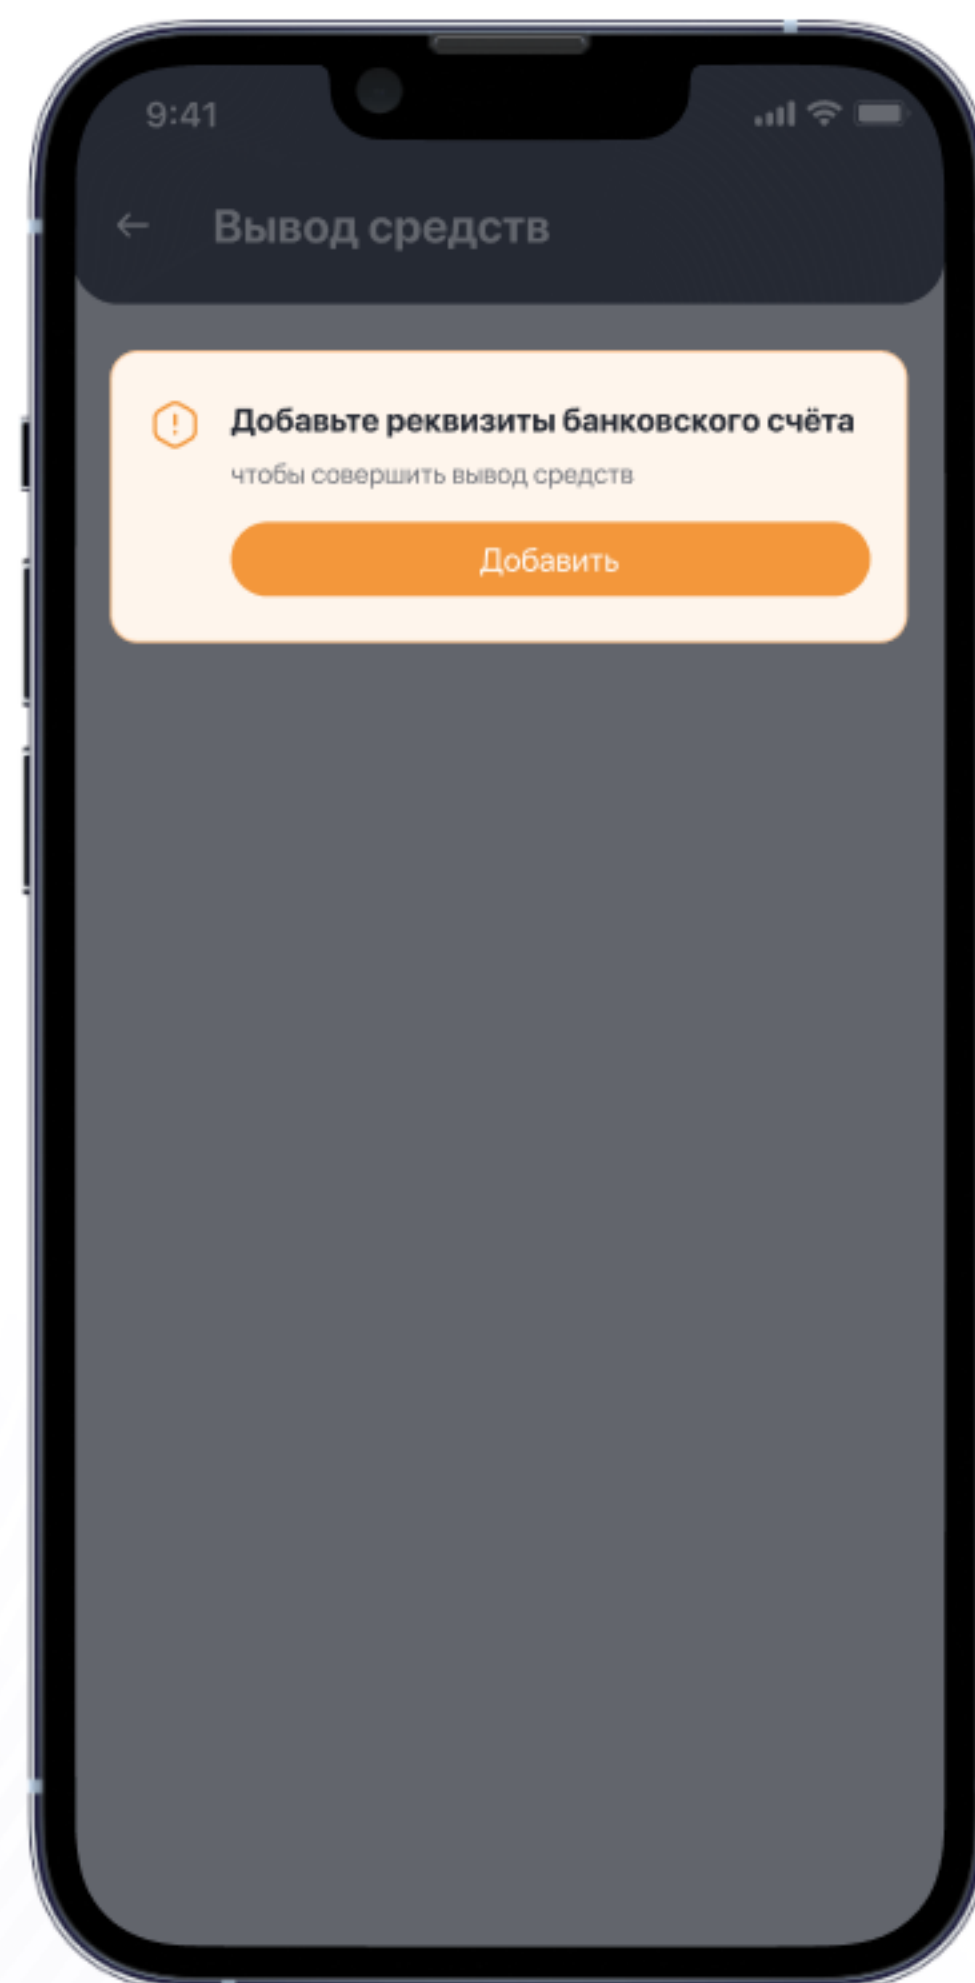 9:41
Вывод средств
Добавьте реквизиты банковского счёта
чтобы совершить вывод средств
Добавить